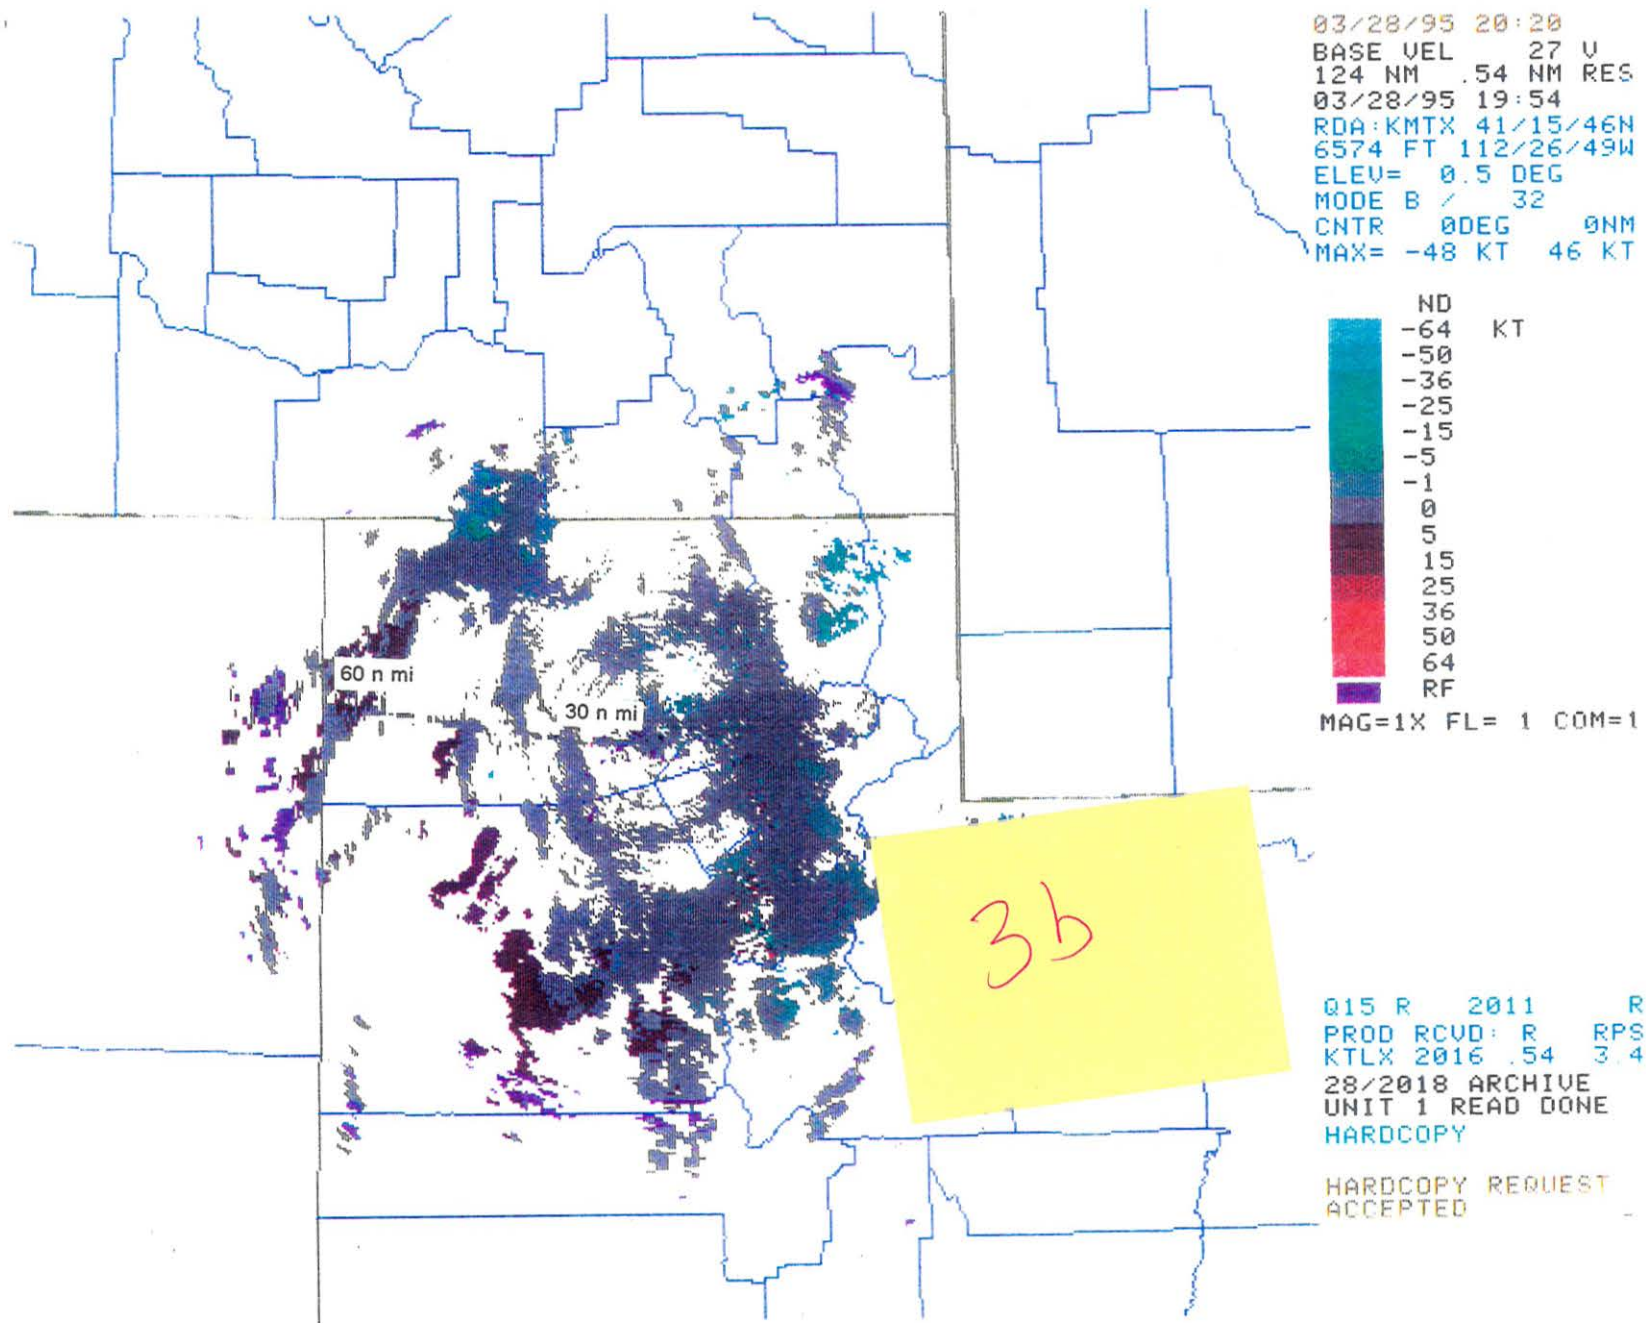 03/28/95 20:20
BASE VEL 27 V
124 NM .54 NM RES
03/28/95 19:54
RDA:KMTX 41/15/46N
6574 FT 112/26/49W
ELEV= 0.5 DEG
MODE B / 32
CNTR 0DEG 0NM
MAX= -48 KT 46 KT
ND
-64 KT
-50
-36
-25
-15
-5
-1
0
5
15
25
36
50
64
RF
MAG=1X FL= 1 COM=1
60 n mi
30 n mi
3b
Q15 R 2011 R
PROD RCVD: R RPS
KTLX 2016 .54 3.4
28/2018 ARCHIVE
UNIT 1 READ DONE
HARDCOPY
HARDCOPY REQUEST
ACCEPTED